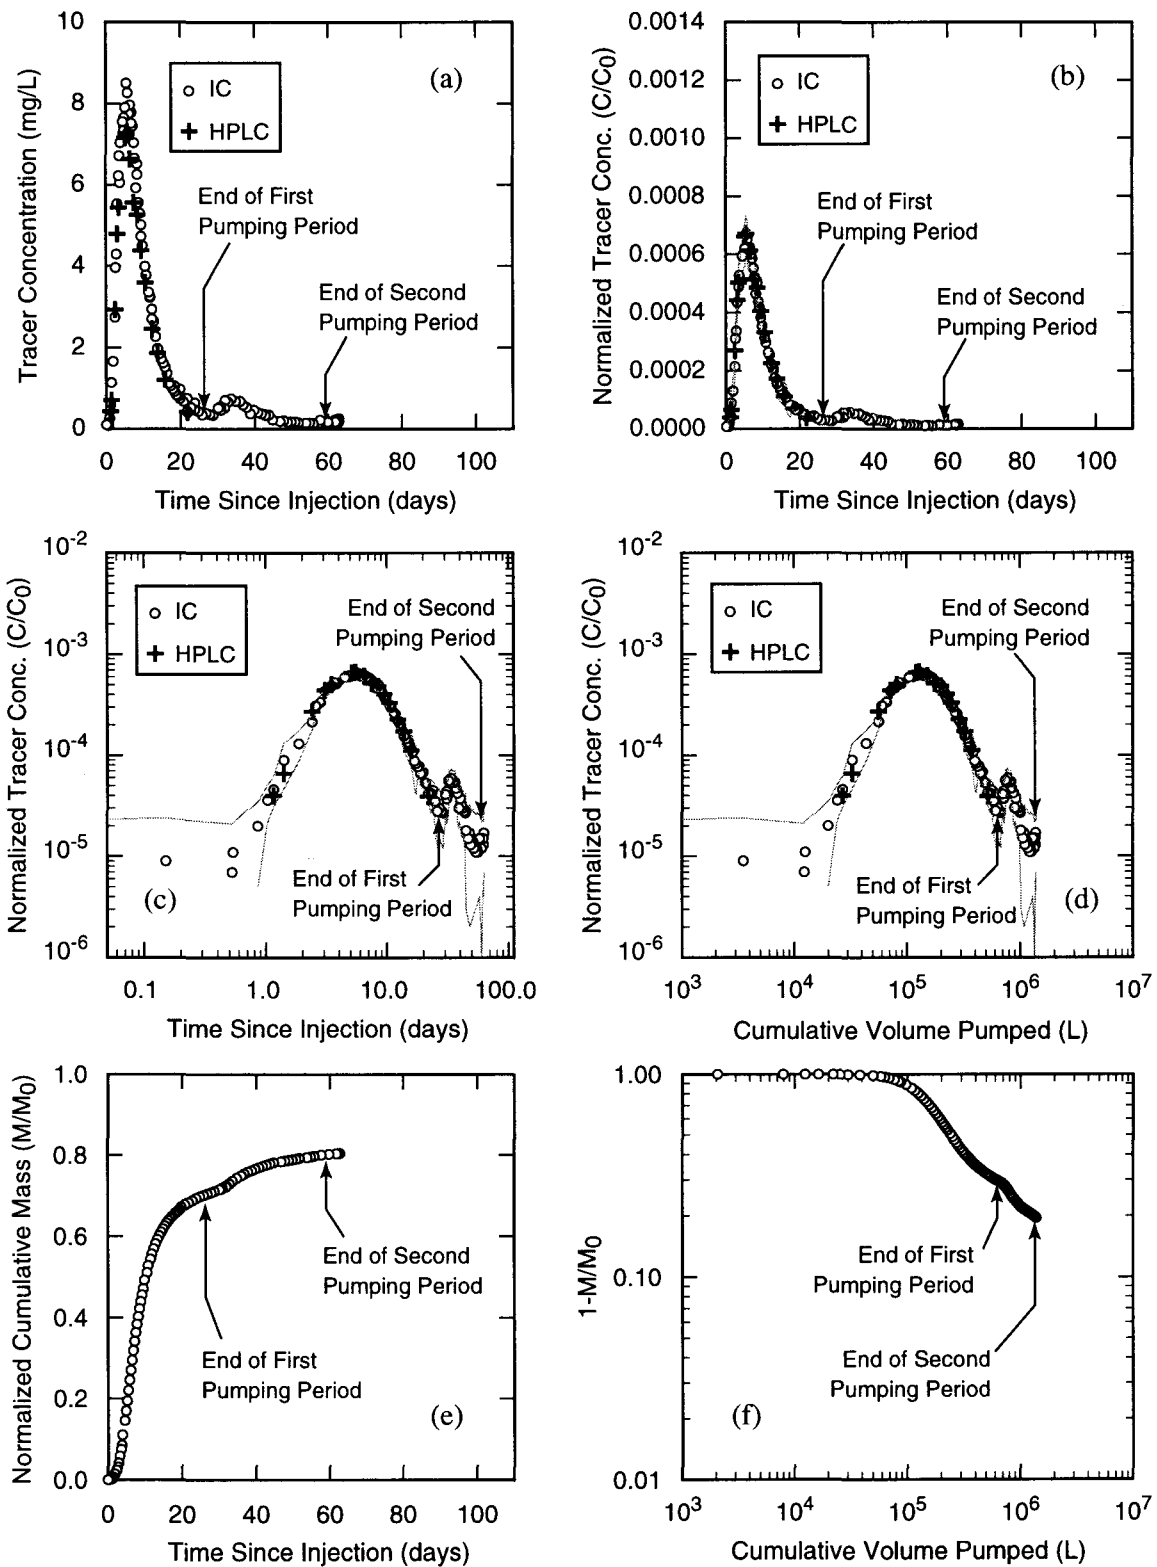 10
8
6
4
2
0
Tracer Concentration (mg/L)
IC
HPLC
(a)
End of First
Pumping Period
End of Second
Pumping Period
0 20 40 60 80 100
Time Since Injection (days)
0.0014
0.0012
0.0010
0.0008
0.0006
0.0004
0.0002
0.0000
Normalized Tracer Conc. (C/C0)
IC
HPLC
(b)
End of First
Pumping Period
End of Second
Pumping Period
0 20 40 60 80 100
Time Since Injection (days)
10-2
10-3
10-4
10-5
10-6
Normalized Tracer Conc. (C/C0)
IC
HPLC
End of Second
Pumping Period
End of First
Pumping Period
(c)
0.1 1.0 10.0 100.0
Time Since Injection (days)
10-2
10-3
10-4
10-5
10-6
Normalized Tracer Conc. (C/C0)
IC
HPLC
End of Second
Pumping Period
End of First
Pumping Period
(d)
103 104 105 106 107
Cumulative Volume Pumped (L)
1.0
0.8
0.6
0.4
0.2
0.0
Normalized Cumulative Mass (M/M0)
End of Second
Pumping Period
End of First
Pumping Period
(e)
0 20 40 60 80 100
Time Since Injection (days)
1.00
0.10
0.01
1-M/M0
End of First
Pumping Period
End of Second
Pumping Period
(f)
103 104 105 106 107
Cumulative Volume Pumped (L)